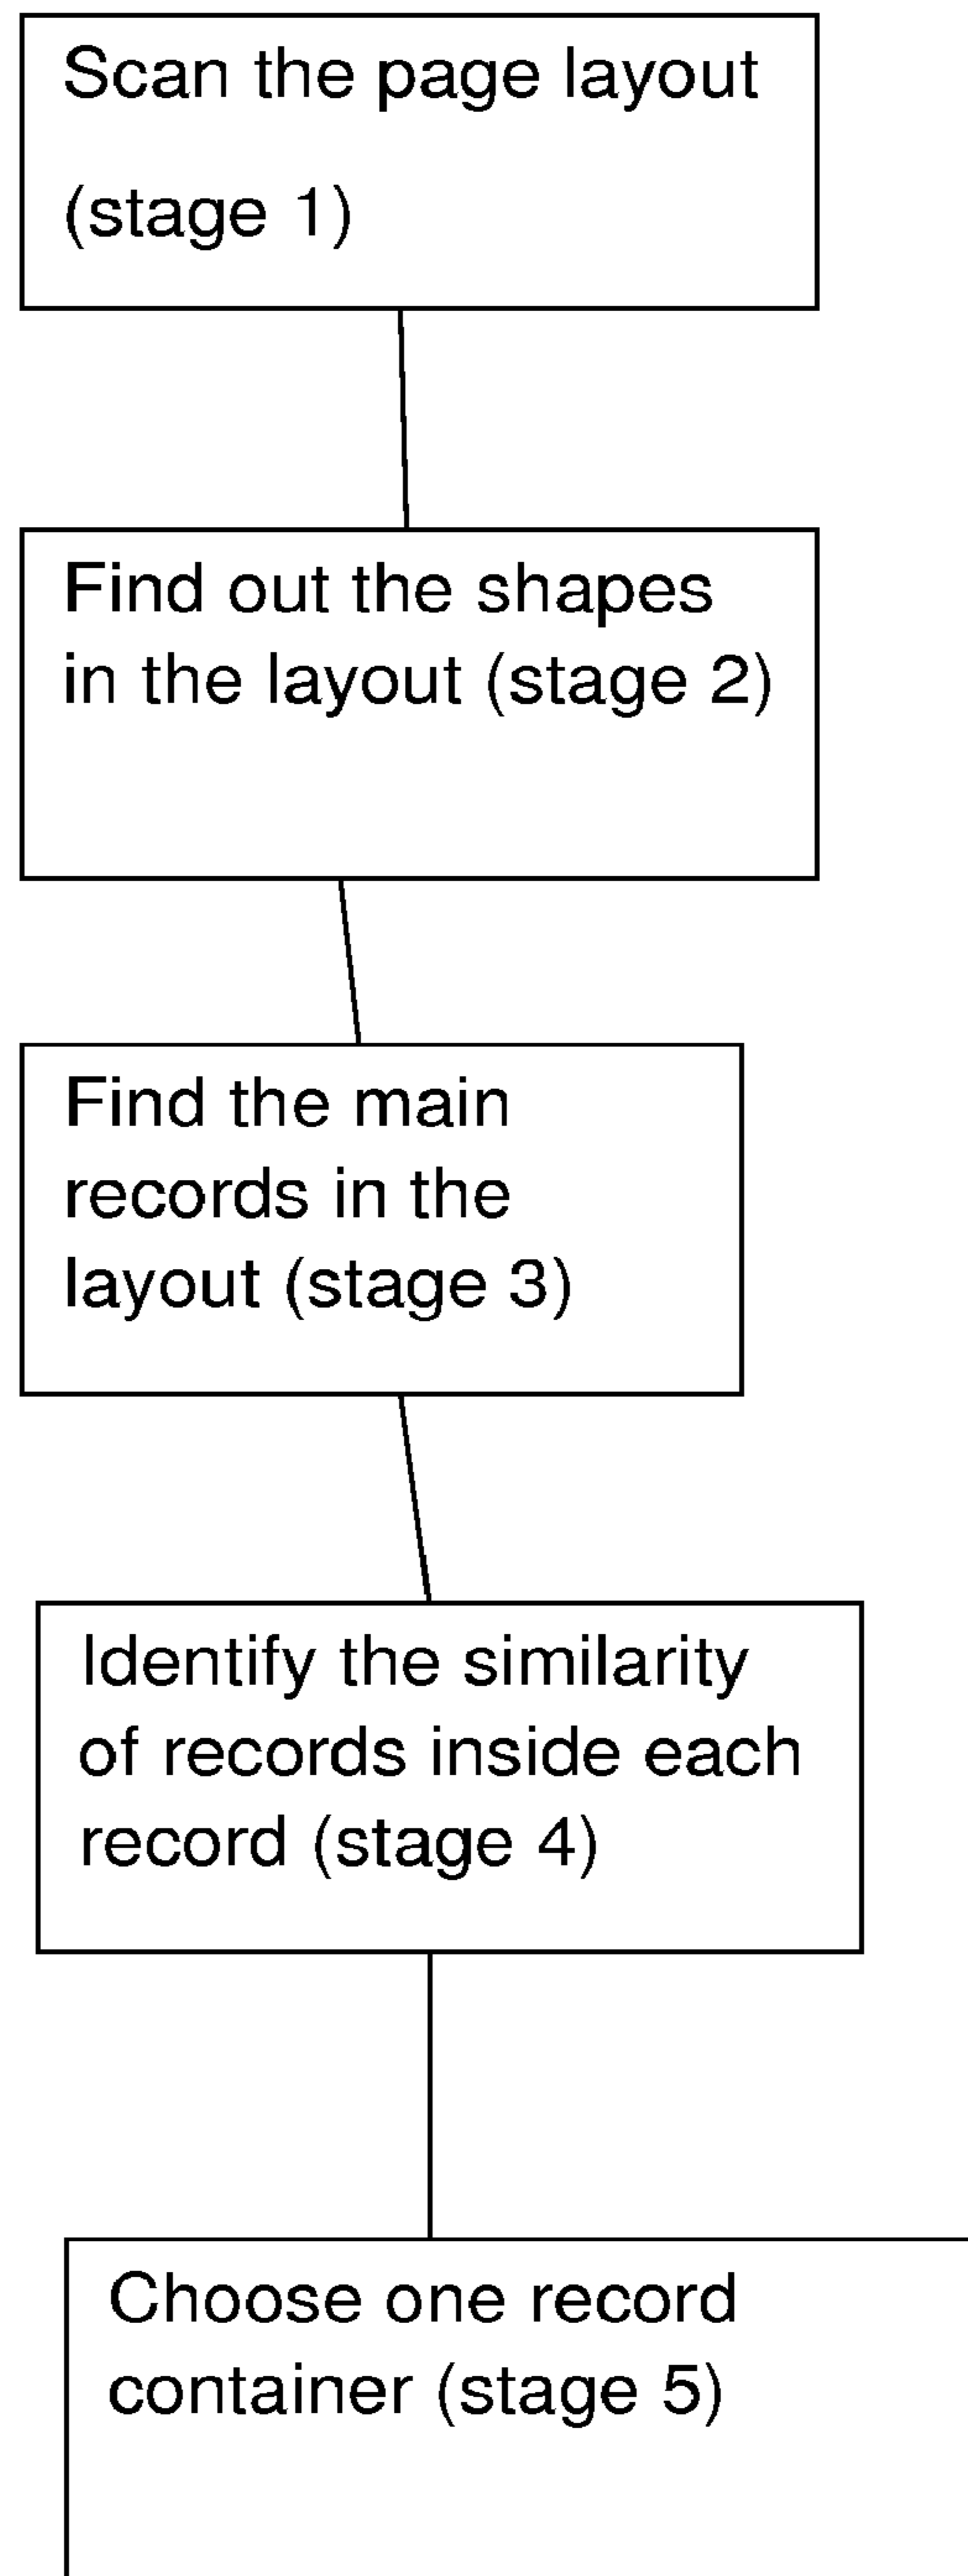 Scan the page layout
(stage 1)
Find out the shapes
in the layout (stage 2)
Find the main
records in the
layout (stage 3)
Identify the similarity
of records inside each
record (stage 4)
Choose one record
container (stage 5)